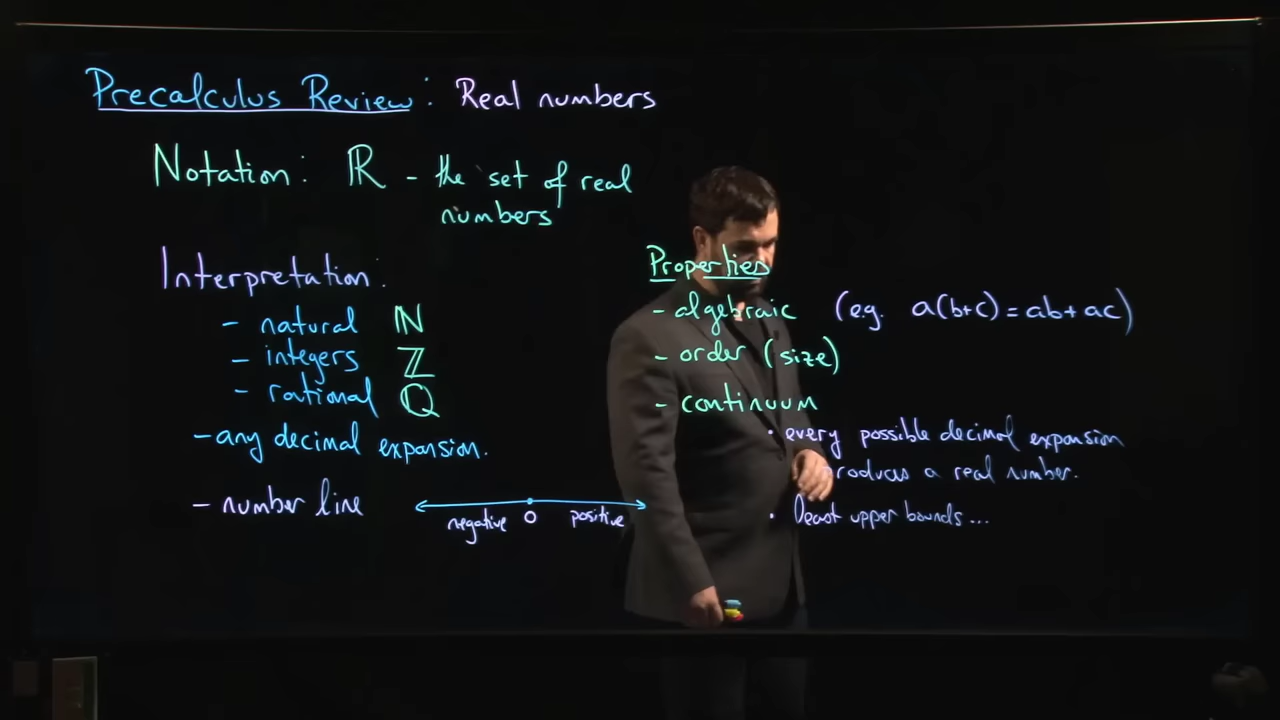 Precalculus Review: Real numbers
Notation: ℝ - the set of real
numbers
Interpretation:
- natural ℕ
- integers ℤ
- rational ℚ
- any decimal expansion.
- number line
negative 0 positive
Properties
- algebraic (e.g. a(b+c) = ab + ac)
- order (size)
- continuum
· every possible decimal expansion
produces a real number.
· least upper bounds...